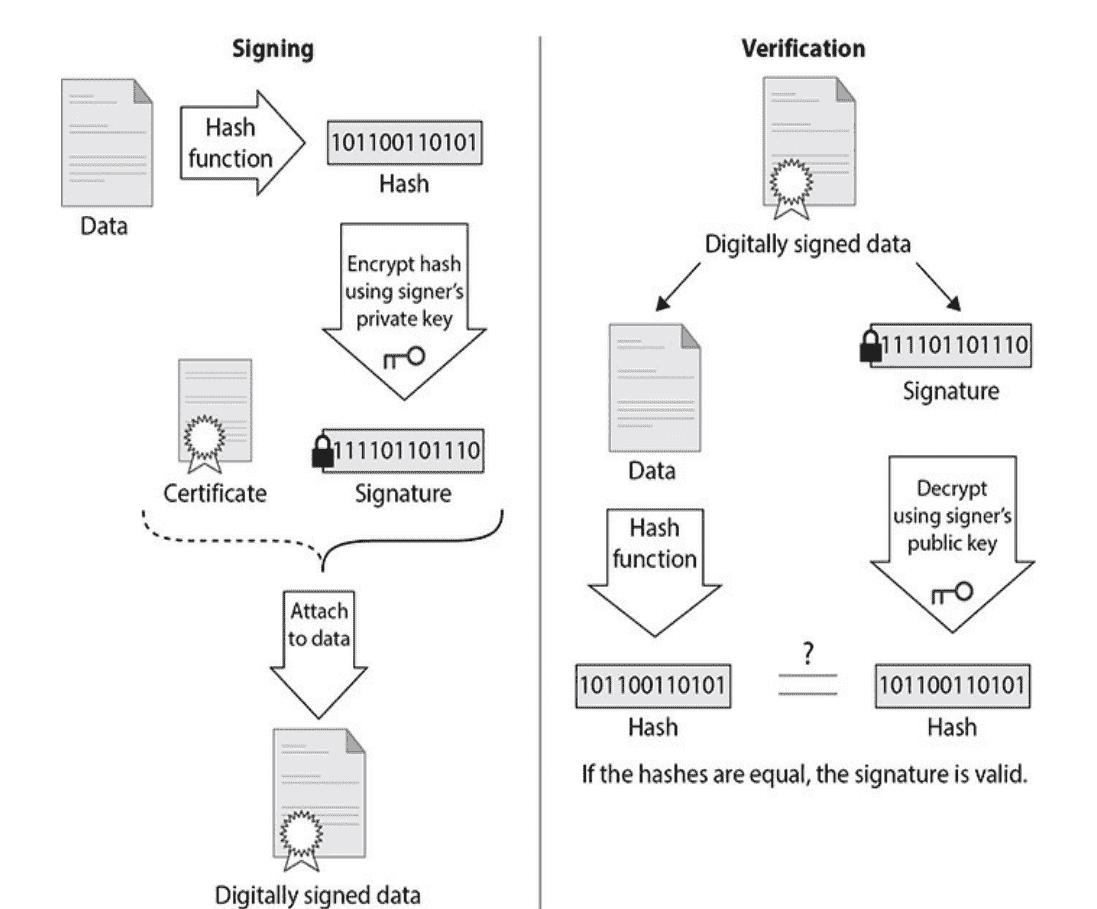 Signing
Data
Hash
function
101100110101
Hash
Encrypt hash
using signer's
private key
Certificate
111101101110
Signature
Attach
to data
Digitally signed data
Verification
Digitally signed data
Data
111101101110
Signature
Hash
function
Decrypt
using signer's
public key
101100110101
Hash
?
101100110101
Hash
If the hashes are equal, the signature is valid.